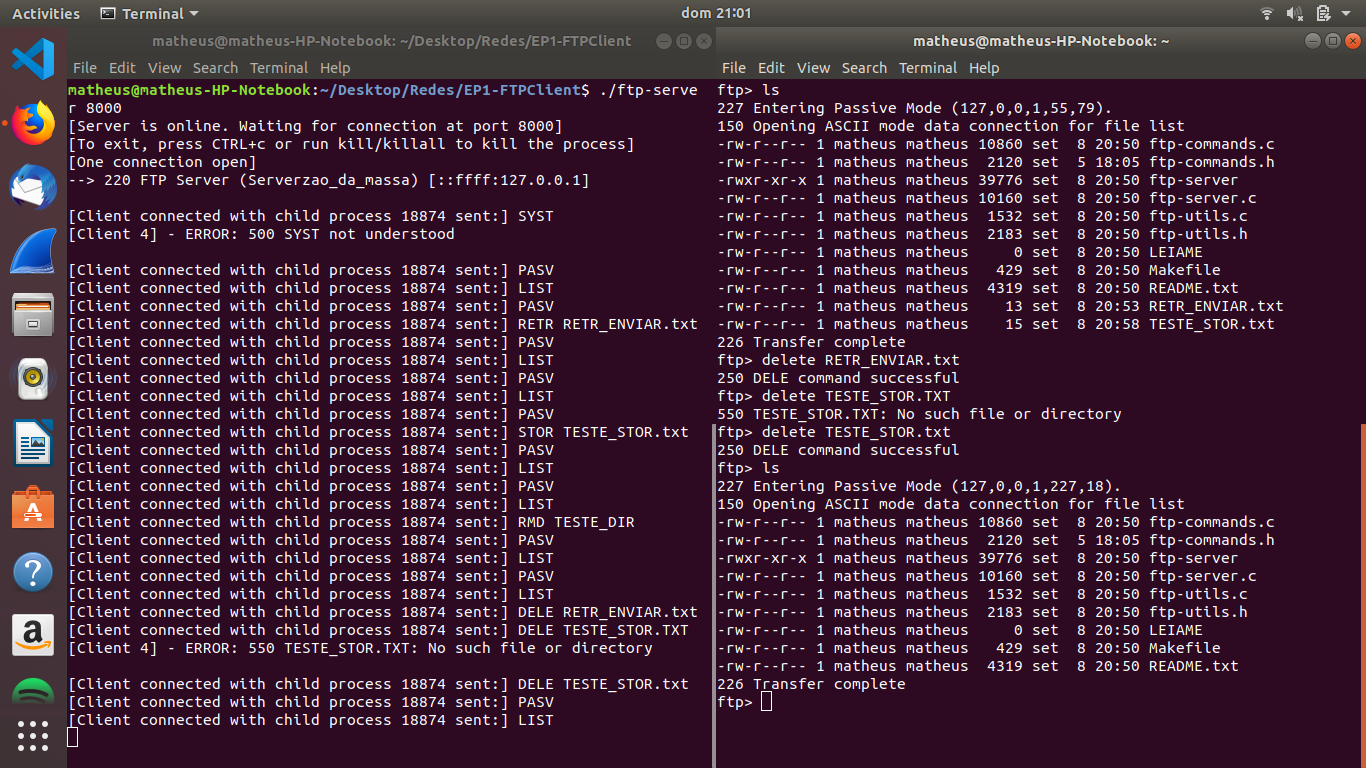 Activities Terminal dom 21:01
matheus@matheus-HP-Notebook: ~/Desktop/Redes/EP1-FTPClient
File Edit View Search Terminal Help
matheus@matheus-HP-Notebook:~/Desktop/Redes/EP1-FTPClient$ ./ftp-serve
r 8000
[Server is online. Waiting for connection at port 8000]
[To exit, press CTRL+c or run kill/killall to kill the process]
[One connection open]
--> 220 FTP Server (Serverzao_da_massa) [::ffff:127.0.0.1]
[Client connected with child process 18874 sent:] SYST
[Client 4] - ERROR: 500 SYST not understood
[Client connected with child process 18874 sent:] PASV
[Client connected with child process 18874 sent:] LIST
[Client connected with child process 18874 sent:] PASV
[Client connected with child process 18874 sent:] RETR RETR_ENVIAR.txt
[Client connected with child process 18874 sent:] PASV
[Client connected with child process 18874 sent:] LIST
[Client connected with child process 18874 sent:] PASV
[Client connected with child process 18874 sent:] LIST
[Client connected with child process 18874 sent:] PASV
[Client connected with child process 18874 sent:] STOR TESTE_STOR.txt
[Client connected with child process 18874 sent:] PASV
[Client connected with child process 18874 sent:] LIST
[Client connected with child process 18874 sent:] PASV
[Client connected with child process 18874 sent:] LIST
[Client connected with child process 18874 sent:] RMD TESTE_DIR
[Client connected with child process 18874 sent:] PASV
[Client connected with child process 18874 sent:] LIST
[Client connected with child process 18874 sent:] PASV
[Client connected with child process 18874 sent:] LIST
[Client connected with child process 18874 sent:] DELE RETR_ENVIAR.txt
[Client connected with child process 18874 sent:] DELE TESTE_STOR.TXT
[Client 4] - ERROR: 550 TESTE_STOR.TXT: No such file or directory
[Client connected with child process 18874 sent:] DELE TESTE_STOR.txt
[Client connected with child process 18874 sent:] PASV
[Client connected with child process 18874 sent:] LIST
matheus@matheus-HP-Notebook: ~
File Edit View Search Terminal Help
ftp> ls
227 Entering Passive Mode (127,0,0,1,55,79).
150 Opening ASCII mode data connection for file list
-rw-r--r-- 1 matheus matheus 10860 set  8 20:50 ftp-commands.c
-rw-r--r-- 1 matheus matheus  2120 set  5 18:05 ftp-commands.h
-rwxr-xr-x 1 matheus matheus 39776 set  8 20:50 ftp-server
-rw-r--r-- 1 matheus matheus 10160 set  8 20:50 ftp-server.c
-rw-r--r-- 1 matheus matheus  1532 set  8 20:50 ftp-utils.c
-rw-r--r-- 1 matheus matheus  2183 set  8 20:50 ftp-utils.h
-rw-r--r-- 1 matheus matheus     0 set  8 20:50 LEIAME
-rw-r--r-- 1 matheus matheus   429 set  8 20:50 Makefile
-rw-r--r-- 1 matheus matheus  4319 set  8 20:50 README.txt
-rw-r--r-- 1 matheus matheus    13 set  8 20:53 RETR_ENVIAR.txt
-rw-r--r-- 1 matheus matheus    15 set  8 20:58 TESTE_STOR.txt
226 Transfer complete
ftp> delete RETR_ENVIAR.txt
250 DELE command successful
ftp> delete TESTE_STOR.TXT
550 TESTE_STOR.TXT: No such file or directory
ftp> delete TESTE_STOR.txt
250 DELE command successful
ftp> ls
227 Entering Passive Mode (127,0,0,1,227,18).
150 Opening ASCII mode data connection for file list
-rw-r--r-- 1 matheus matheus 10860 set  8 20:50 ftp-commands.c
-rw-r--r-- 1 matheus matheus  2120 set  5 18:05 ftp-commands.h
-rwxr-xr-x 1 matheus matheus 39776 set  8 20:50 ftp-server
-rw-r--r-- 1 matheus matheus 10160 set  8 20:50 ftp-server.c
-rw-r--r-- 1 matheus matheus  1532 set  8 20:50 ftp-utils.c
-rw-r--r-- 1 matheus matheus  2183 set  8 20:50 ftp-utils.h
-rw-r--r-- 1 matheus matheus     0 set  8 20:50 LEIAME
-rw-r--r-- 1 matheus matheus   429 set  8 20:50 Makefile
-rw-r--r-- 1 matheus matheus  4319 set  8 20:50 README.txt
226 Transfer complete
ftp>